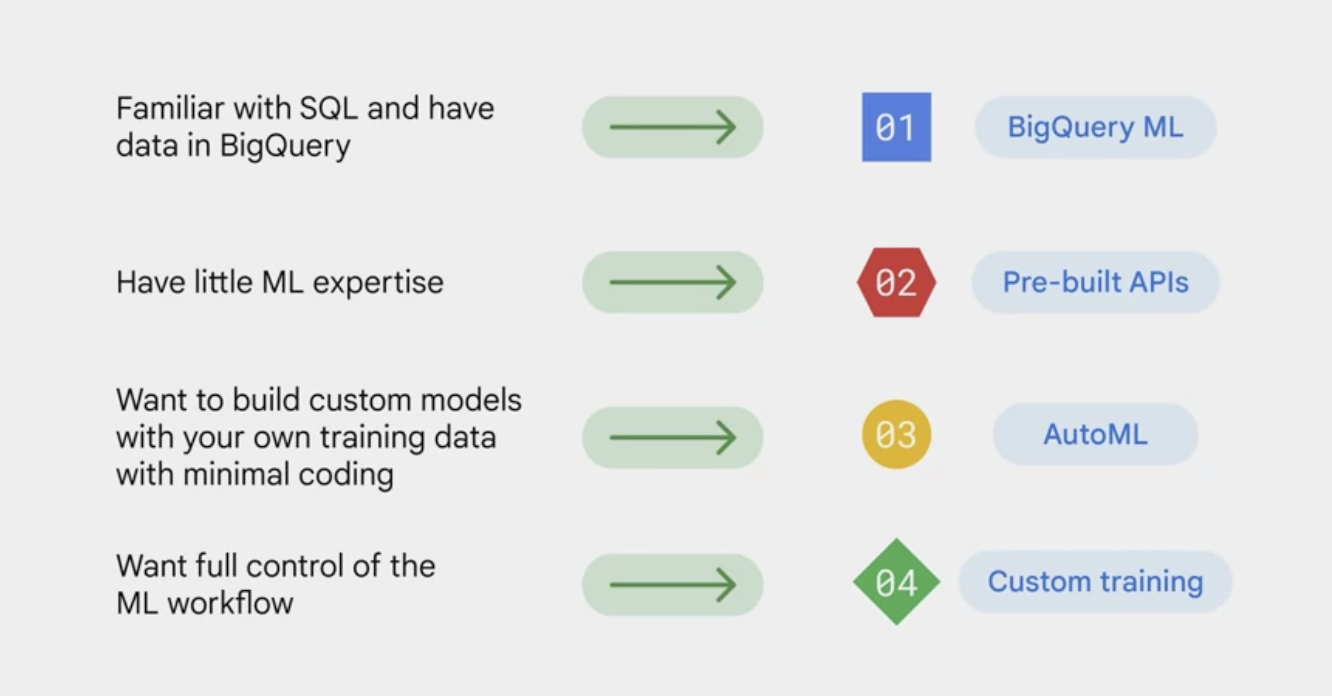 Familiar with SQL and have
data in BigQuery
01
BigQuery ML
Have little ML expertise
02
Pre-built APIs
Want to build custom models
with your own training data
with minimal coding
03
AutoML
Want full control of the
ML workflow
04
Custom training